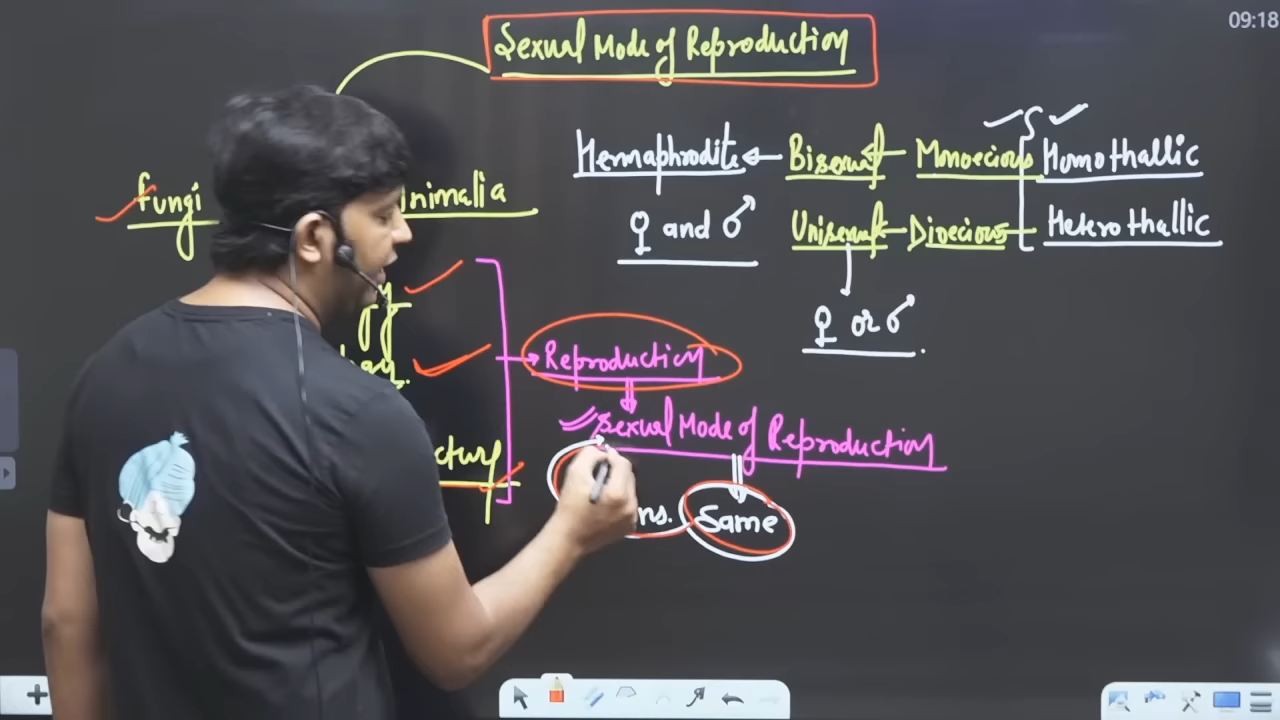 09:18
Sexual Mode of Reproduction
Hermaphrodite Bisexual Monoecious Homothallic
fungi
♀ and ♂ Unisexual Dioecious Heterothallic
♀ or ♂
Reproduction
Sexual Mode of Reproduction
Same